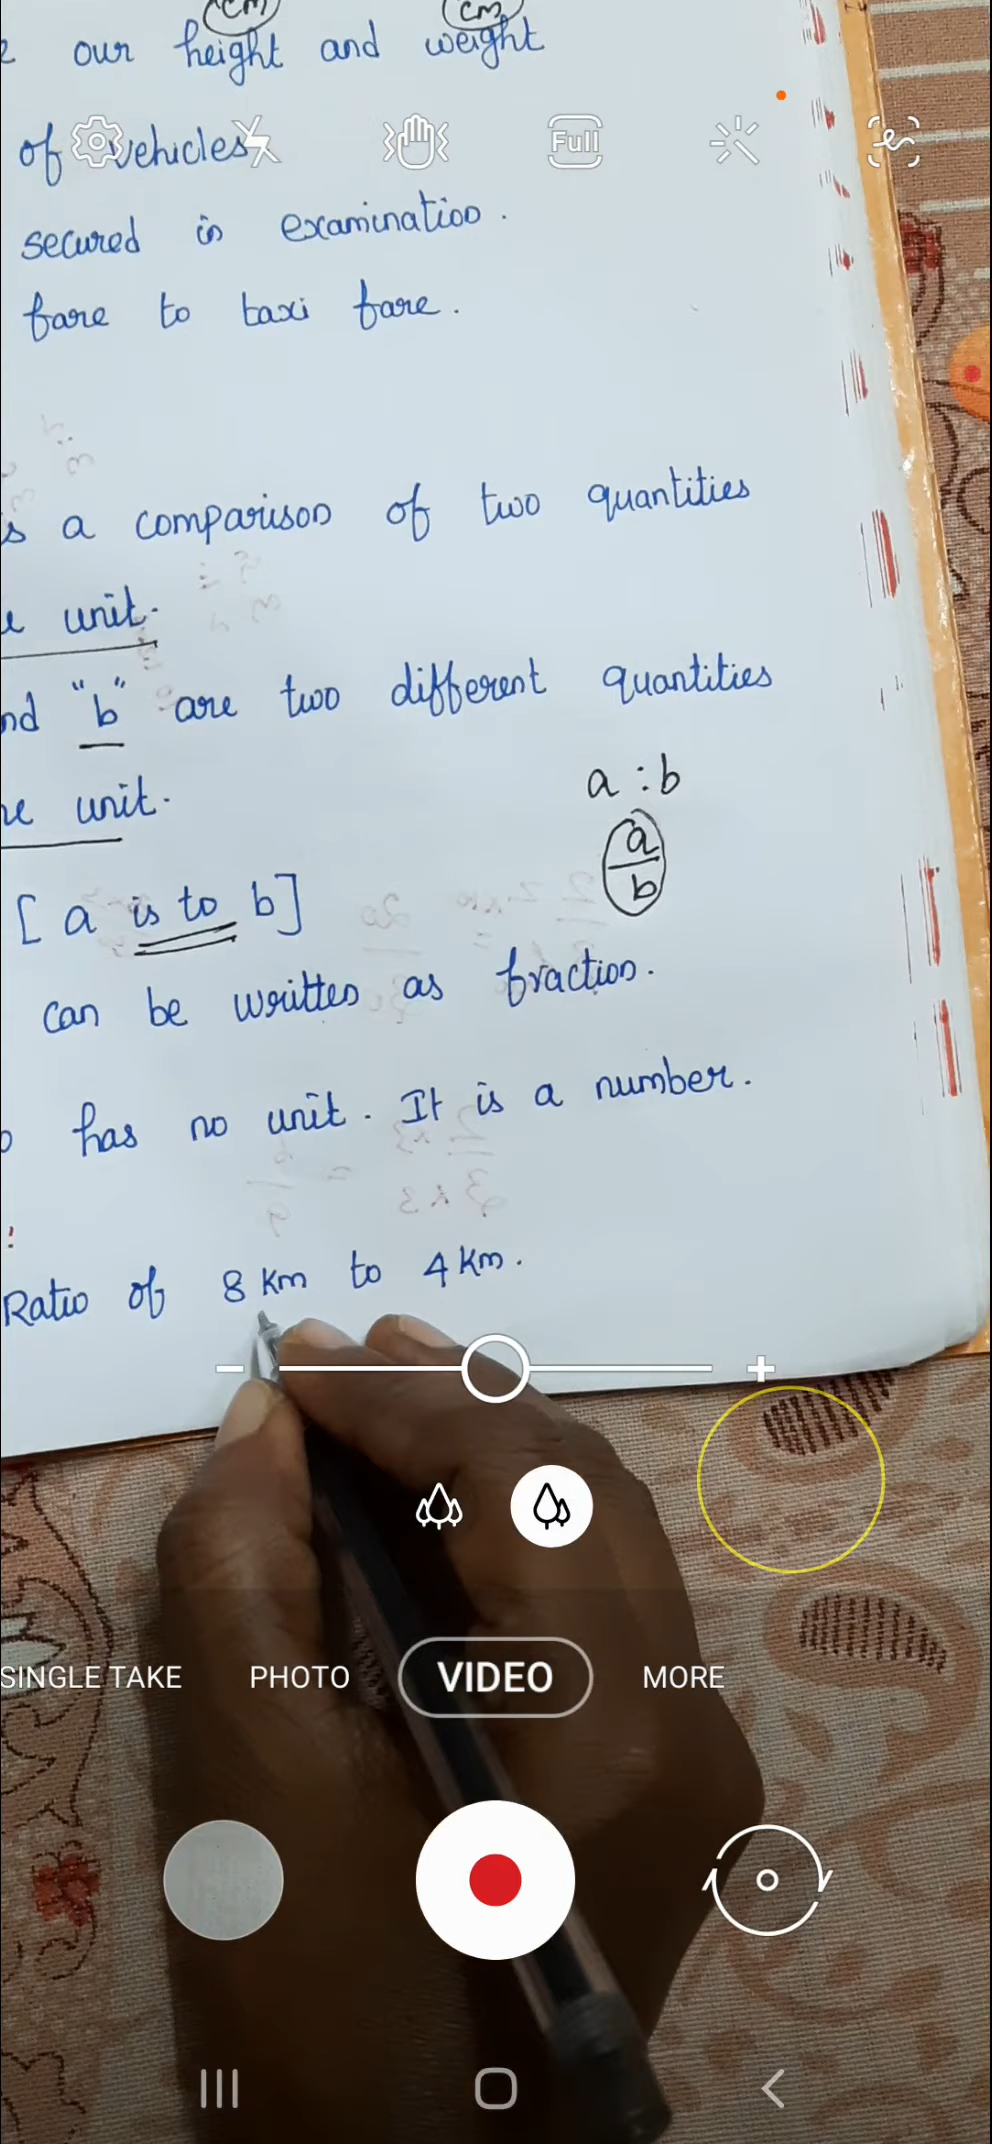 cm cm
our height and weight
of vehicles
Full
secured in examination.
fare to taxi fare.
a comparison of two quantities
unit.
"b" are two different quantities
unit.
a : b
a
b
[ a is to b ]
can be written as fraction.
has no unit. It is a number.
Ratio of 8 km to 4 km.
SINGLE TAKE PHOTO VIDEO MORE